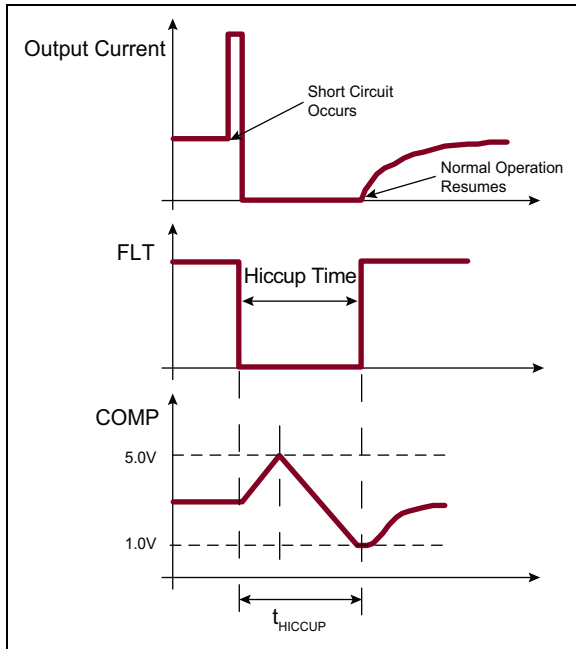 Output Current
Short Circuit
Occurs
Normal Operation
Resumes
FLT
Hiccup Time
COMP
5.0V
1.0V
tHICCUP